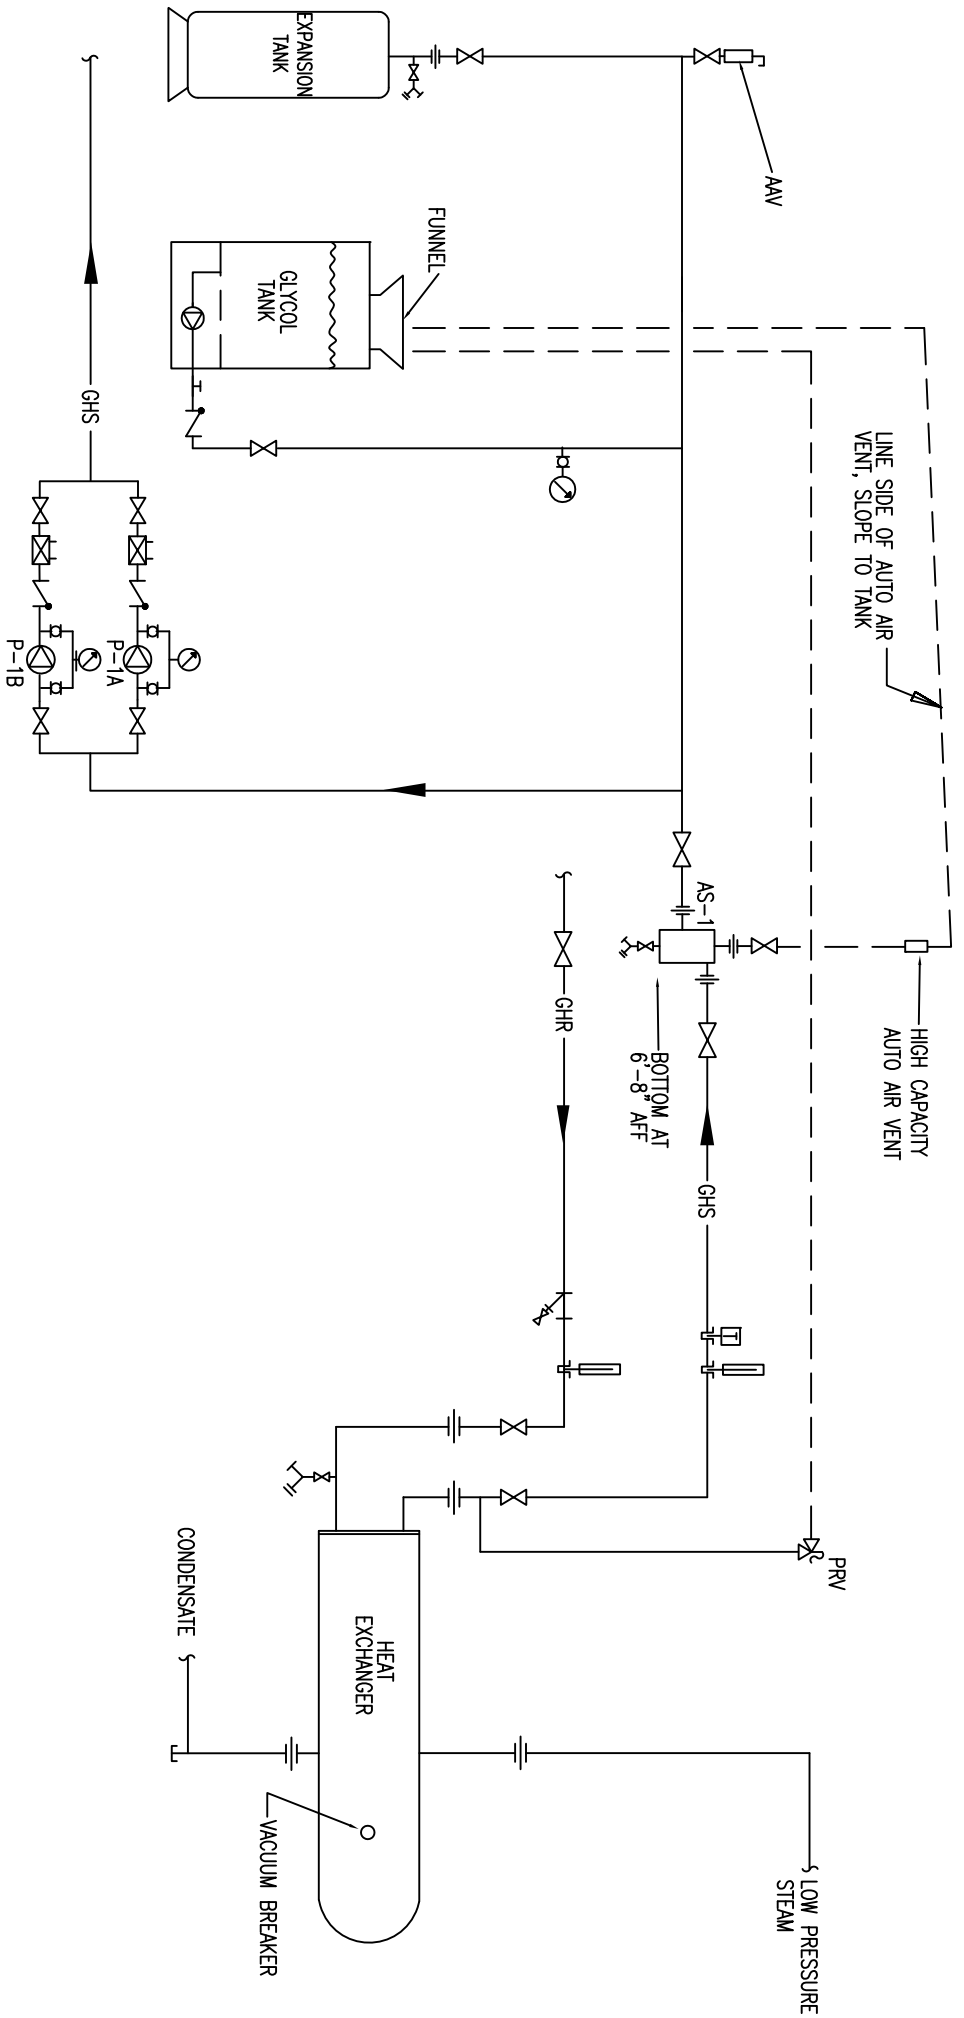 EXPANSION
TANK
AAV
FUNNEL
GLYCOL
TANK
LINE SIDE OF AUTO AIR
VENT, SLOPE TO TANK
GHS
P-1A
P-1B
AS-1
HIGH CAPACITY
AUTO AIR VENT
BOTTOM AT
6'-8" AFF
GHR
GHS
T
PRV
HEAT
EXCHANGER
CONDENSATE
VACUUM BREAKER
LOW PRESSURE
STEAM